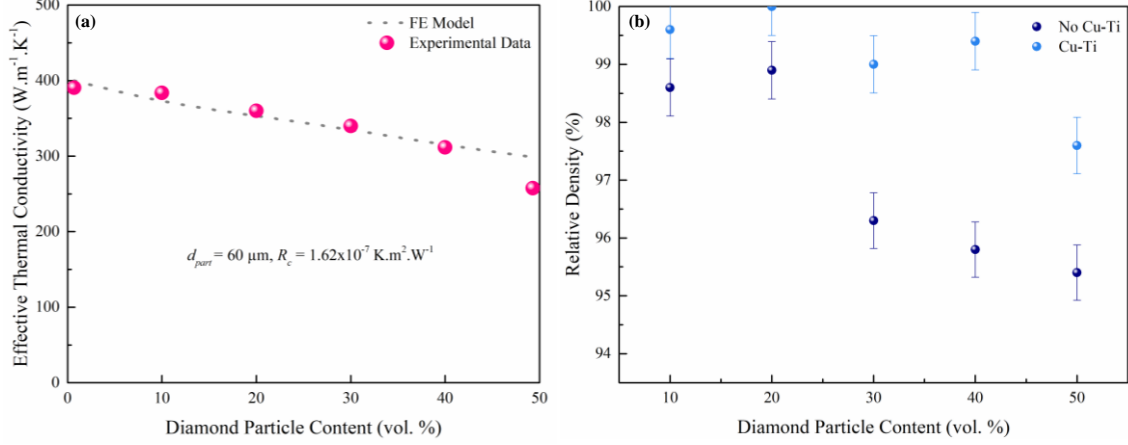 (a)
FE Model
Experimental Data
500
400
300
200
100
0
Effective Thermal Conductivity (W.m⁻¹.K⁻¹)
d_part = 60 µm, R_c = 1.62x10⁻⁷ K.m².W⁻¹
0 10 20 30 40 50
Diamond Particle Content (vol. %)
(b)
No Cu-Ti
Cu-Ti
100
99
98
97
96
95
94
Relative Density (%)
10 20 30 40 50
Diamond Particle Content (vol. %)